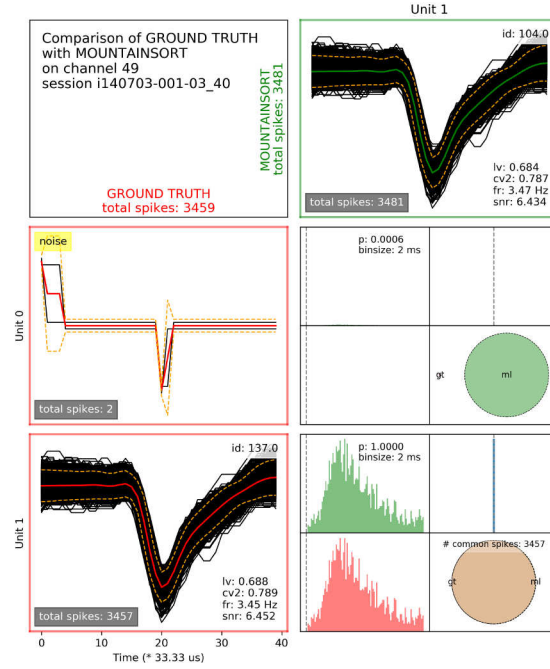 Unit 1
Comparison of GROUND TRUTH
with MOUNTAINSORT
on channel 49
session i140703-001-03_40
MOUNTAINSORT
total spikes: 3481
GROUND TRUTH
total spikes: 3459
id: 104.0
lv: 0.684
cv2: 0.787
fr: 3.47 Hz
snr: 6.434
total spikes: 3481
Unit 0
noise
total spikes: 2
p: 0.0006
binsize: 2 ms
gt
ml
Unit 1
id: 137.0
lv: 0.688
cv2: 0.789
fr: 3.45 Hz
snr: 6.452
total spikes: 3457
0 10 20 30 40
Time (* 33.33 us)
p: 1.0000
binsize: 2 ms
# common spikes: 3457
gt
ml